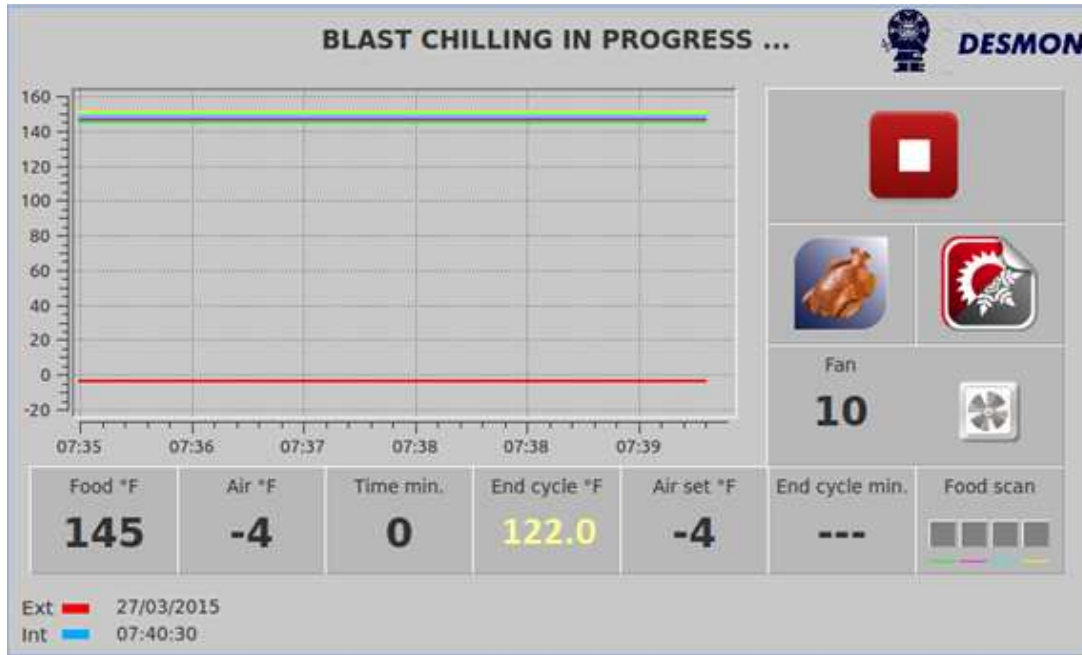 BLAST CHILLING IN PROGRESS ...
DESMON
160
140
120
100
80
60
40
20
0
-20
07:35 07:36 07:37 07:38 07:38 07:39
Fan
10
Food °F Air °F Time min. End cycle °F Air set °F End cycle min. Food scan
145 -4 0 122.0 -4 ---
Ext 27/03/2015
Int 07:40:30